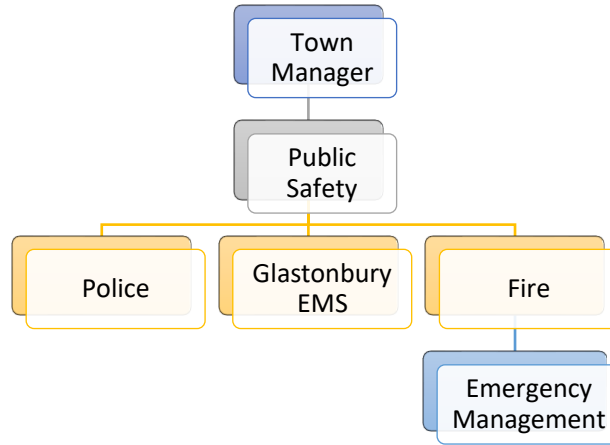 Town
Manager
Public
Safety
Police
Glastonbury
EMS
Fire
Emergency
Management